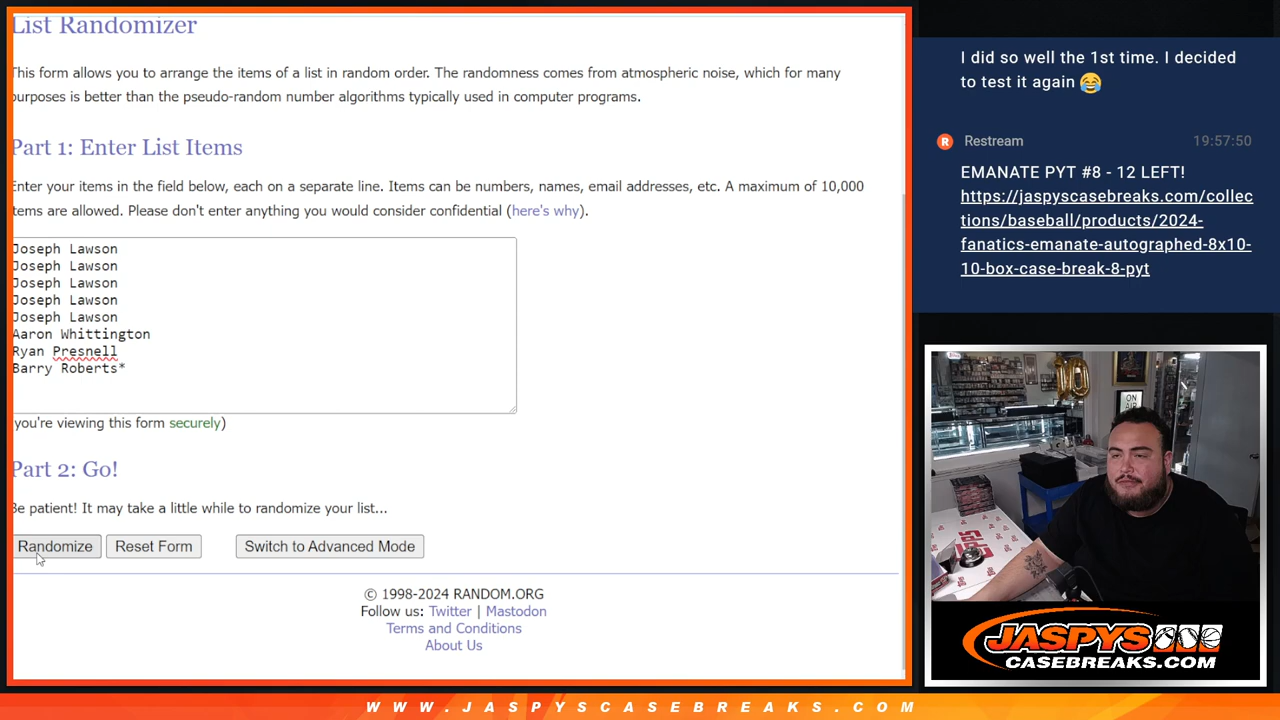 List Randomizer
This form allows you to arrange the items of a list in random order. The randomness comes from atmospheric noise, which for many
purposes is better than the pseudo-random number algorithms typically used in computer programs.
Part 1: Enter List Items
Enter your items in the field below, each on a separate line. Items can be numbers, names, email addresses, etc. A maximum of 10,000
items are allowed. Please don't enter anything you would consider confidential (here's why).
Joseph Lawson
Joseph Lawson
Joseph Lawson
Joseph Lawson
Joseph Lawson
Aaron Whittington
Ryan Presnell
Barry Roberts*
you're viewing this form securely)
Part 2: Go!
Be patient! It may take a little while to randomize your list...
Randomize
Reset Form
Switch to Advanced Mode
© 1998-2024 RANDOM.ORG
Follow us: Twitter | Mastodon
Terms and Conditions
About Us
I did so well the 1st time. I decided
to test it again 😂
R Restream 19:57:50
EMANATE PYT #8 - 12 LEFT!
https://jaspyscasebreaks.com/collec
tions/baseball/products/2024-
fanatics-emanate-autographed-8x10-
10-box-case-break-8-pyt
10
ON
AIR
TOPPS
JASPYS
CASEBREAKS.COM
WWW.JASPYSCASEBREAKS.COM